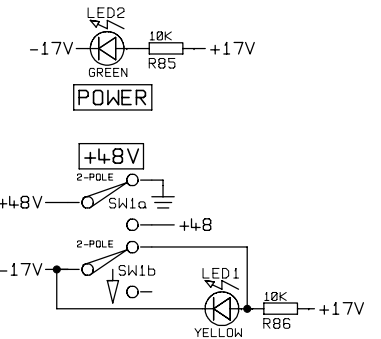 LED2
10K
-17V
+17V
R85
GREEN
POWER
+48V
2-POLE
+48V
SW1a
+48
2-POLE
-17V
SW1b
LED1
10K
+17V
R86
YELLOW